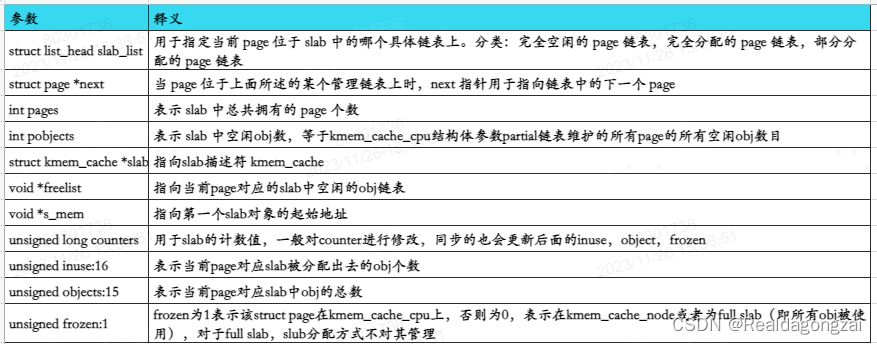 参数 释义
struct list_head slab_list 用于指定当前 page 位于 slab 中的哪个具体链表上。分类：完全空闲的 page 链表，完全分配的 page 链表，部分分
配的 page 链表
struct page *next 当 page 位于上面所述的某个管理链表上时，next 指针用于指向链表中的下一个 page
int pages 表示 slab 中总共拥有的 page 个数
int pobjects 表示 slab 中空闲obj数，等于kmem_cache_cpu结构体参数partial链表维护的所有page的所有空闲obj数目
struct kmem_cache *slab 指向slab描述符 kmem_cache
void *freelist 指向当前page对应的slab中空闲的obj链表
void *s_mem 指向第一个slab对象的起始地址
unsigned long counters 用于slab的计数值，一般对counter进行修改，同步的也会更新后面的inuse，object，frozen
unsigned inuse:16 表示当前page对应slab被分配出去的obj个数
unsigned objects:15 表示当前page对应slab中obj的总数
unsigned frozen:1 frozen为1表示该struct page在kmem_cache_cpu上，否则为0，表示在kmem_cache_node或者为full slab（即所有obj被
使用），对于full slab，slub分配方式不对其管理
CSDN @Realdagongzai